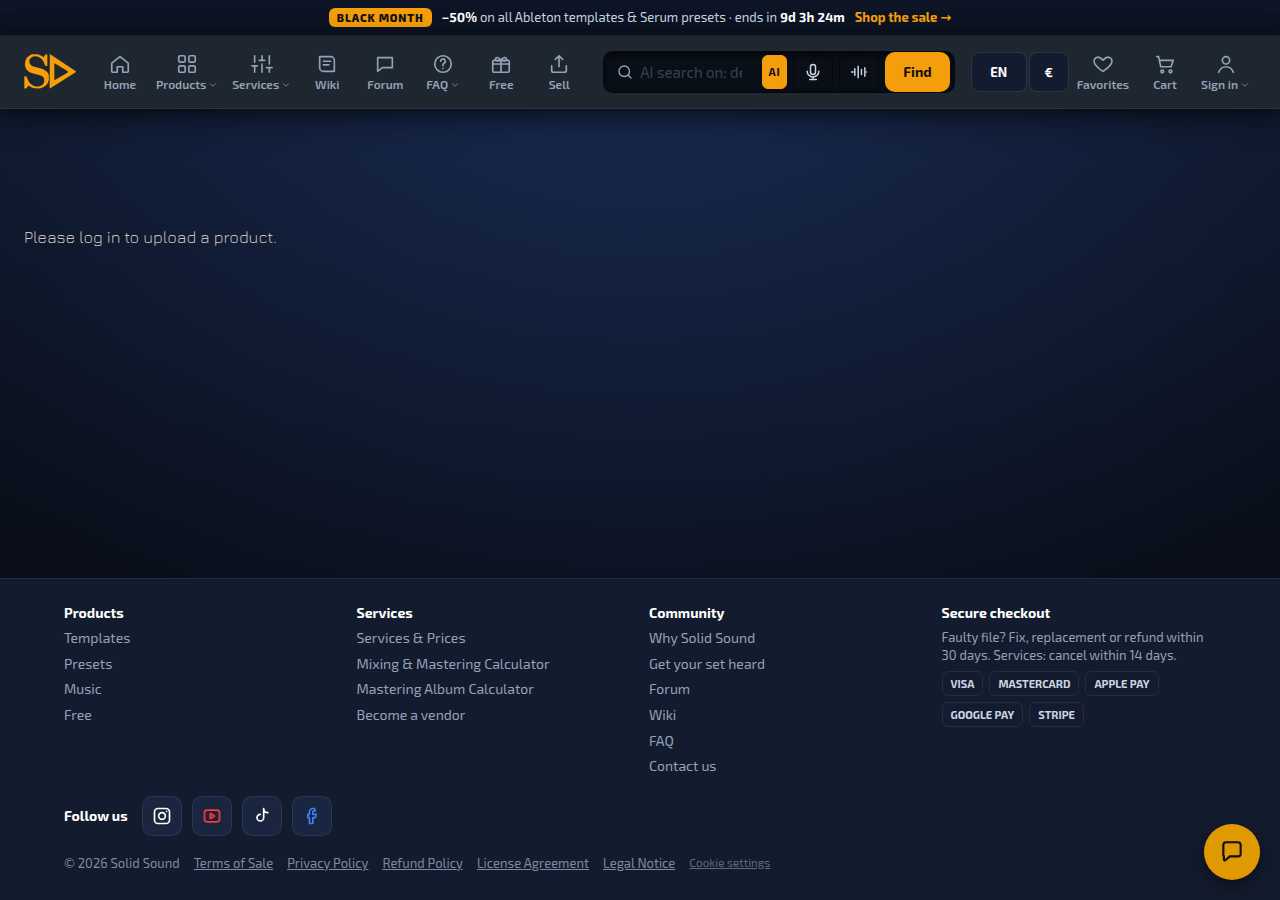 BLACK MONTH −50% on all Ableton templates & Serum presets · ends in 9d 3h 24m Shop the sale →
S
Home Products Services Wiki Forum FAQ Free Sell
AI search on: AI Find EN € Favorites Cart Sign in
Please log in to upload a product.
Products
Templates
Presets
Music
Free
Services
Services & Prices
Mixing & Mastering Calculator
Mastering Album Calculator
Become a vendor
Community
Why Solid Sound
Get your set heard
Forum
Wiki
FAQ
Contact us
Secure checkout
Faulty file? Fix, replacement or refund within
30 days. Services: cancel within 14 days.
VISA MASTERCARD APPLE PAY
GOOGLE PAY STRIPE
Follow us
© 2026 Solid Sound Terms of Sale Privacy Policy Refund Policy License Agreement Legal Notice Cookie settings